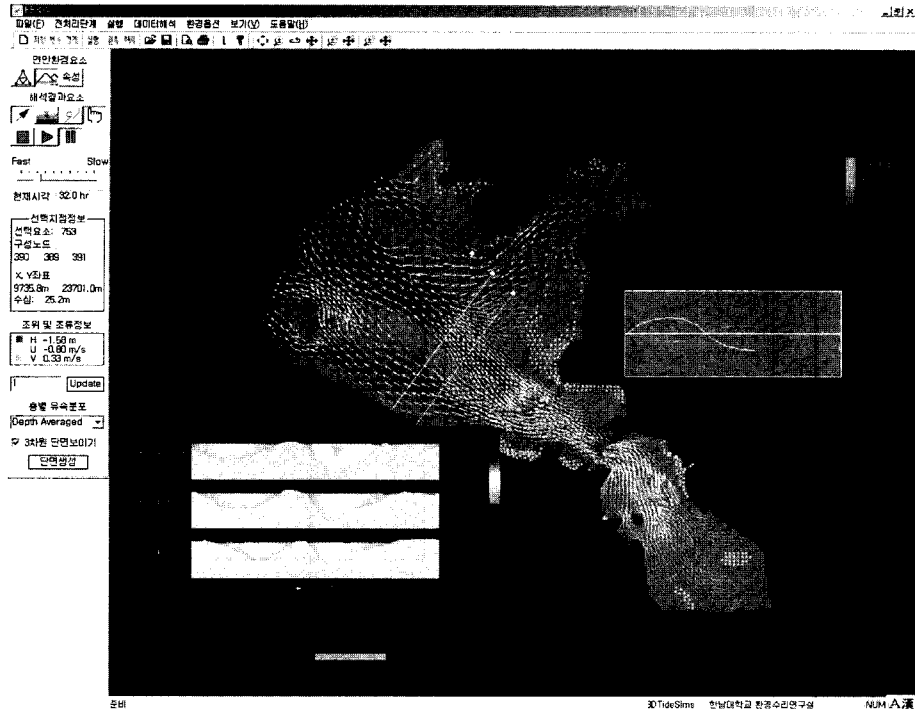 파일(F) 전처리단계 실행 데이터해석 환경옵션 보기(V) 도움말(H)
연안환경요소
속성
해석결과요소
Fast Slow
현재시각 32.0 hr
선택지점정보
선택요소: 753
구성노드
390 389 391
X, Y좌표
9735.8m 23701.0m
수심: 25.2m
조위 및 조류정보
H -1.58 m
U -0.80 m/s
V 0.33 m/s
1 Update
층별 유속분포
Depth Averaged
3차원 단면보이기
단면생성
준비 3DTideSims 한남대학교 환경수리연구실 NUM A漢